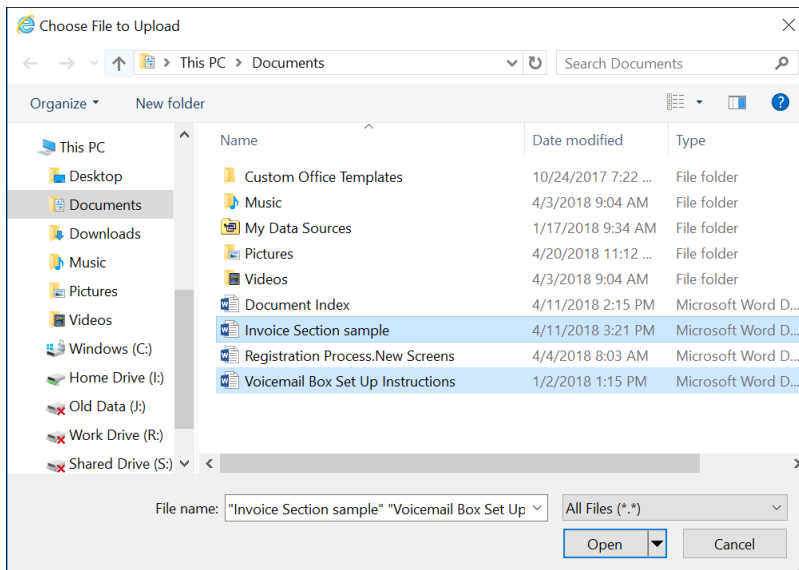 Choose File to Upload
This PC > Documents
Search Documents
Organize
New folder
?
Name Date modified Type
This PC
Desktop
Documents
Downloads
Music
Pictures
Videos
Windows (C:)
Home Drive (I:)
Old Data (J:)
Work Drive (R:)
Shared Drive (S:)
Custom Office Templates 10/24/2017 7:22 ... File folder
Music 4/3/2018 9:04 AM File folder
My Data Sources 1/17/2018 9:34 AM File folder
Pictures 4/20/2018 11:12 ... File folder
Videos 4/3/2018 9:04 AM File folder
Document Index 4/11/2018 2:15 PM Microsoft Word D...
Invoice Section sample 4/11/2018 3:21 PM Microsoft Word D...
Registration Process.New Screens 4/4/2018 8:03 AM Microsoft Word D...
Voicemail Box Set Up Instructions 1/2/2018 1:15 PM Microsoft Word D...
File name: "Invoice Section sample" "Voicemail Box Set Up All Files (*.*)
Open Cancel